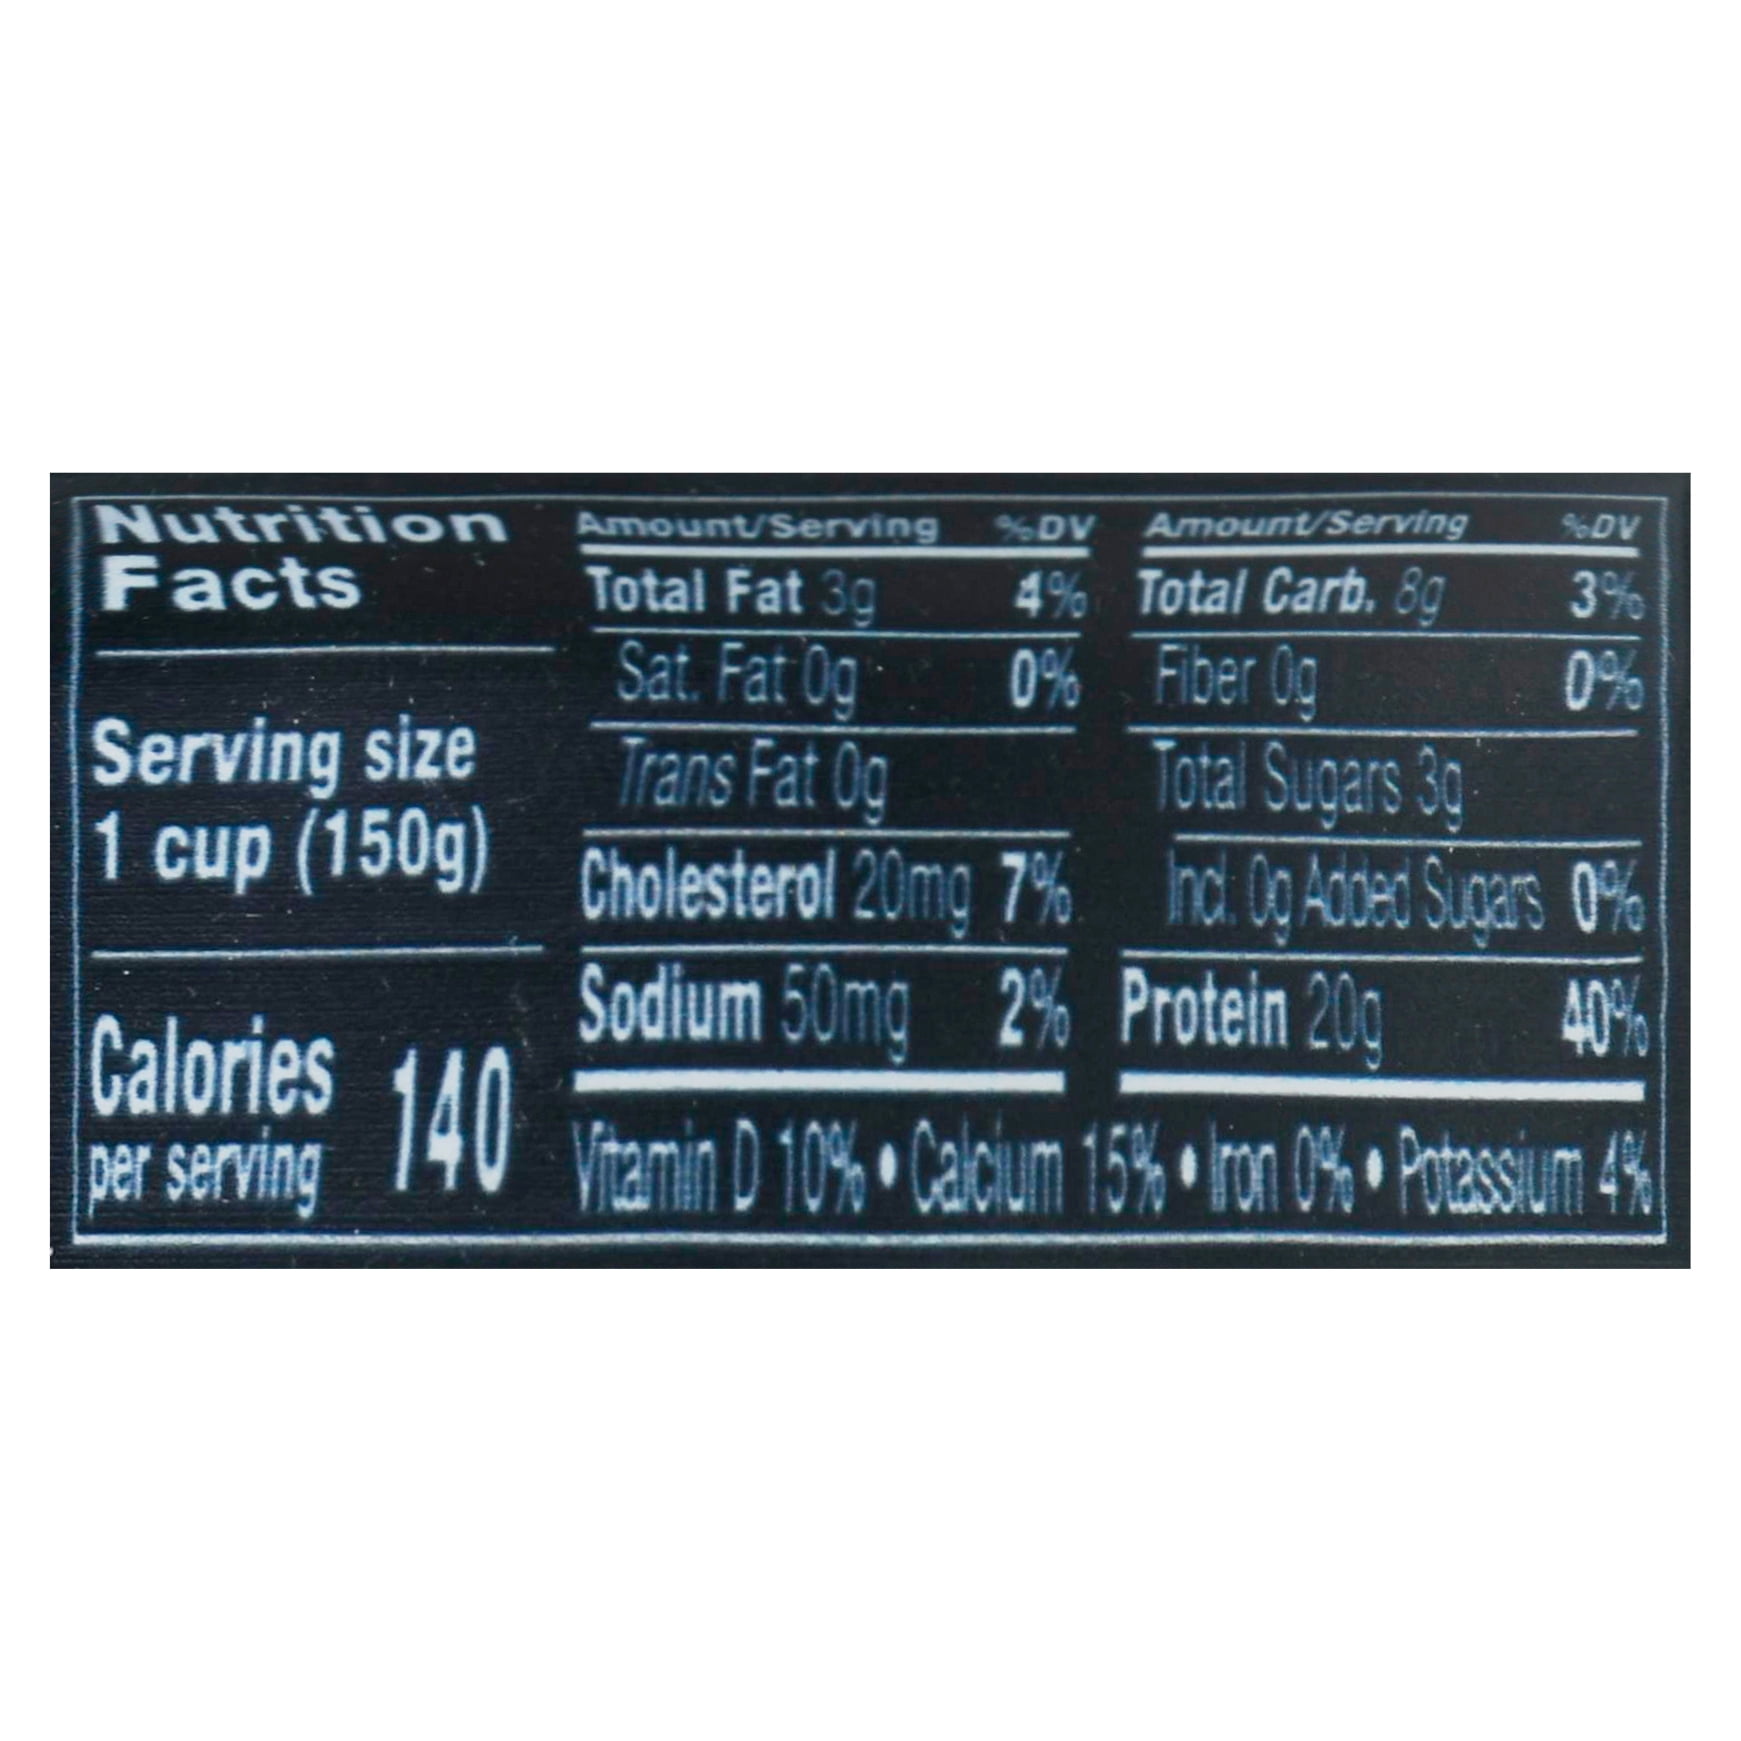 Nutrition
Facts
Serving size
1 cup (150g)
Calories 140
per serving
Amount/Serving %DV
Total Fat 3g 4%
Sat. Fat 0g 0%
Trans Fat 0g
Cholesterol 20mg 7%
Sodium 50mg 2%
Amount/Serving %DV
Total Carb. 8g 3%
Fiber 0g 0%
Total Sugars 3g
Incl. 0g Added Sugars 0%
Protein 20g 40%
Vitamin D 10% • Calcium 15% • Iron 0% • Potassium 4%